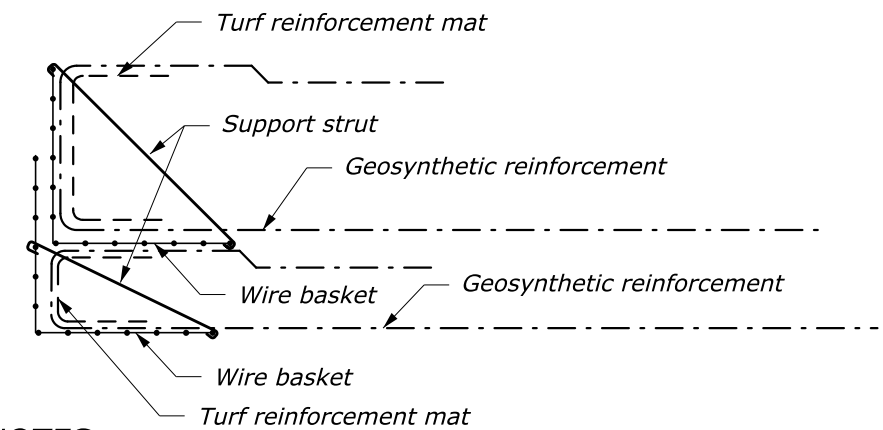 Turf reinforcement mat
Support strut
Geosynthetic reinforcement
Wire basket
Geosynthetic reinforcement
Wire basket
Turf reinforcement mat